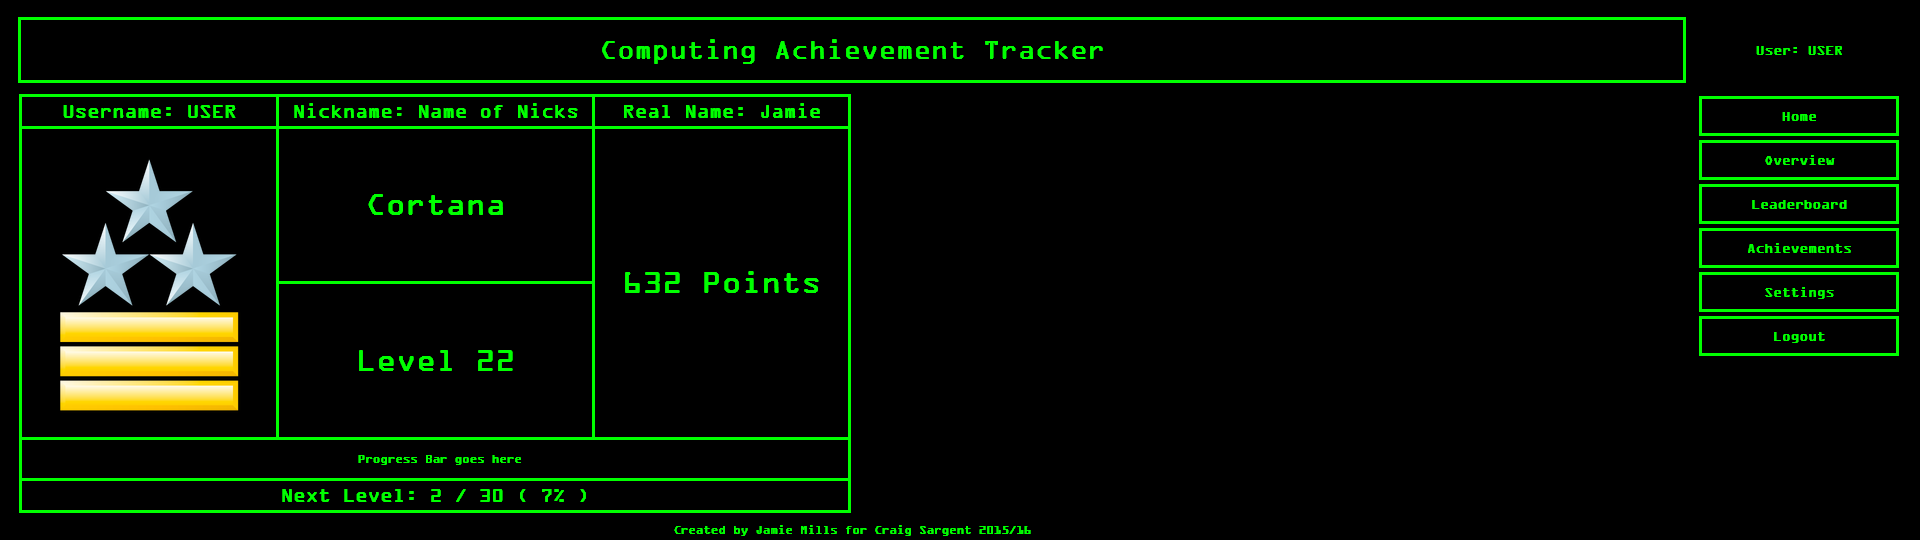 Computing Achievement Tracker
User: USER
Username: USER
Nickname: Name of Nicks
Real Name: Jamie
Cortana
Level 22
632 Points
Progress Bar goes here
Next Level: 2 / 30 ( 7% )
Home
Overview
Leaderboard
Achievements
Settings
Logout
Created by Jamie Mills for Craig Sargent 2015/16